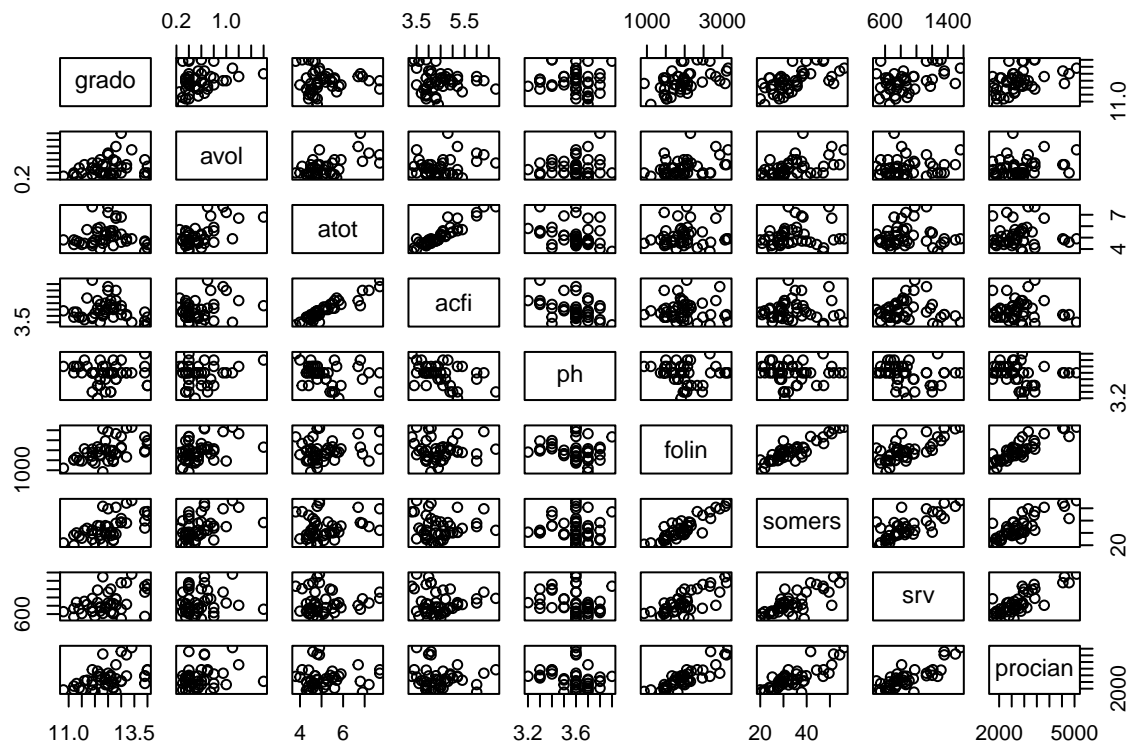 0.2 1.0 3.5 5.5 1000 3000 600 1400
grado 11.0
0.2 avol
atot 4 7
3.5 acfi
ph 3.2
1000 folin
somers 20
600 srv
procian 2000
11.0 13.5 4 6 3.2 3.6 20 40 2000 5000